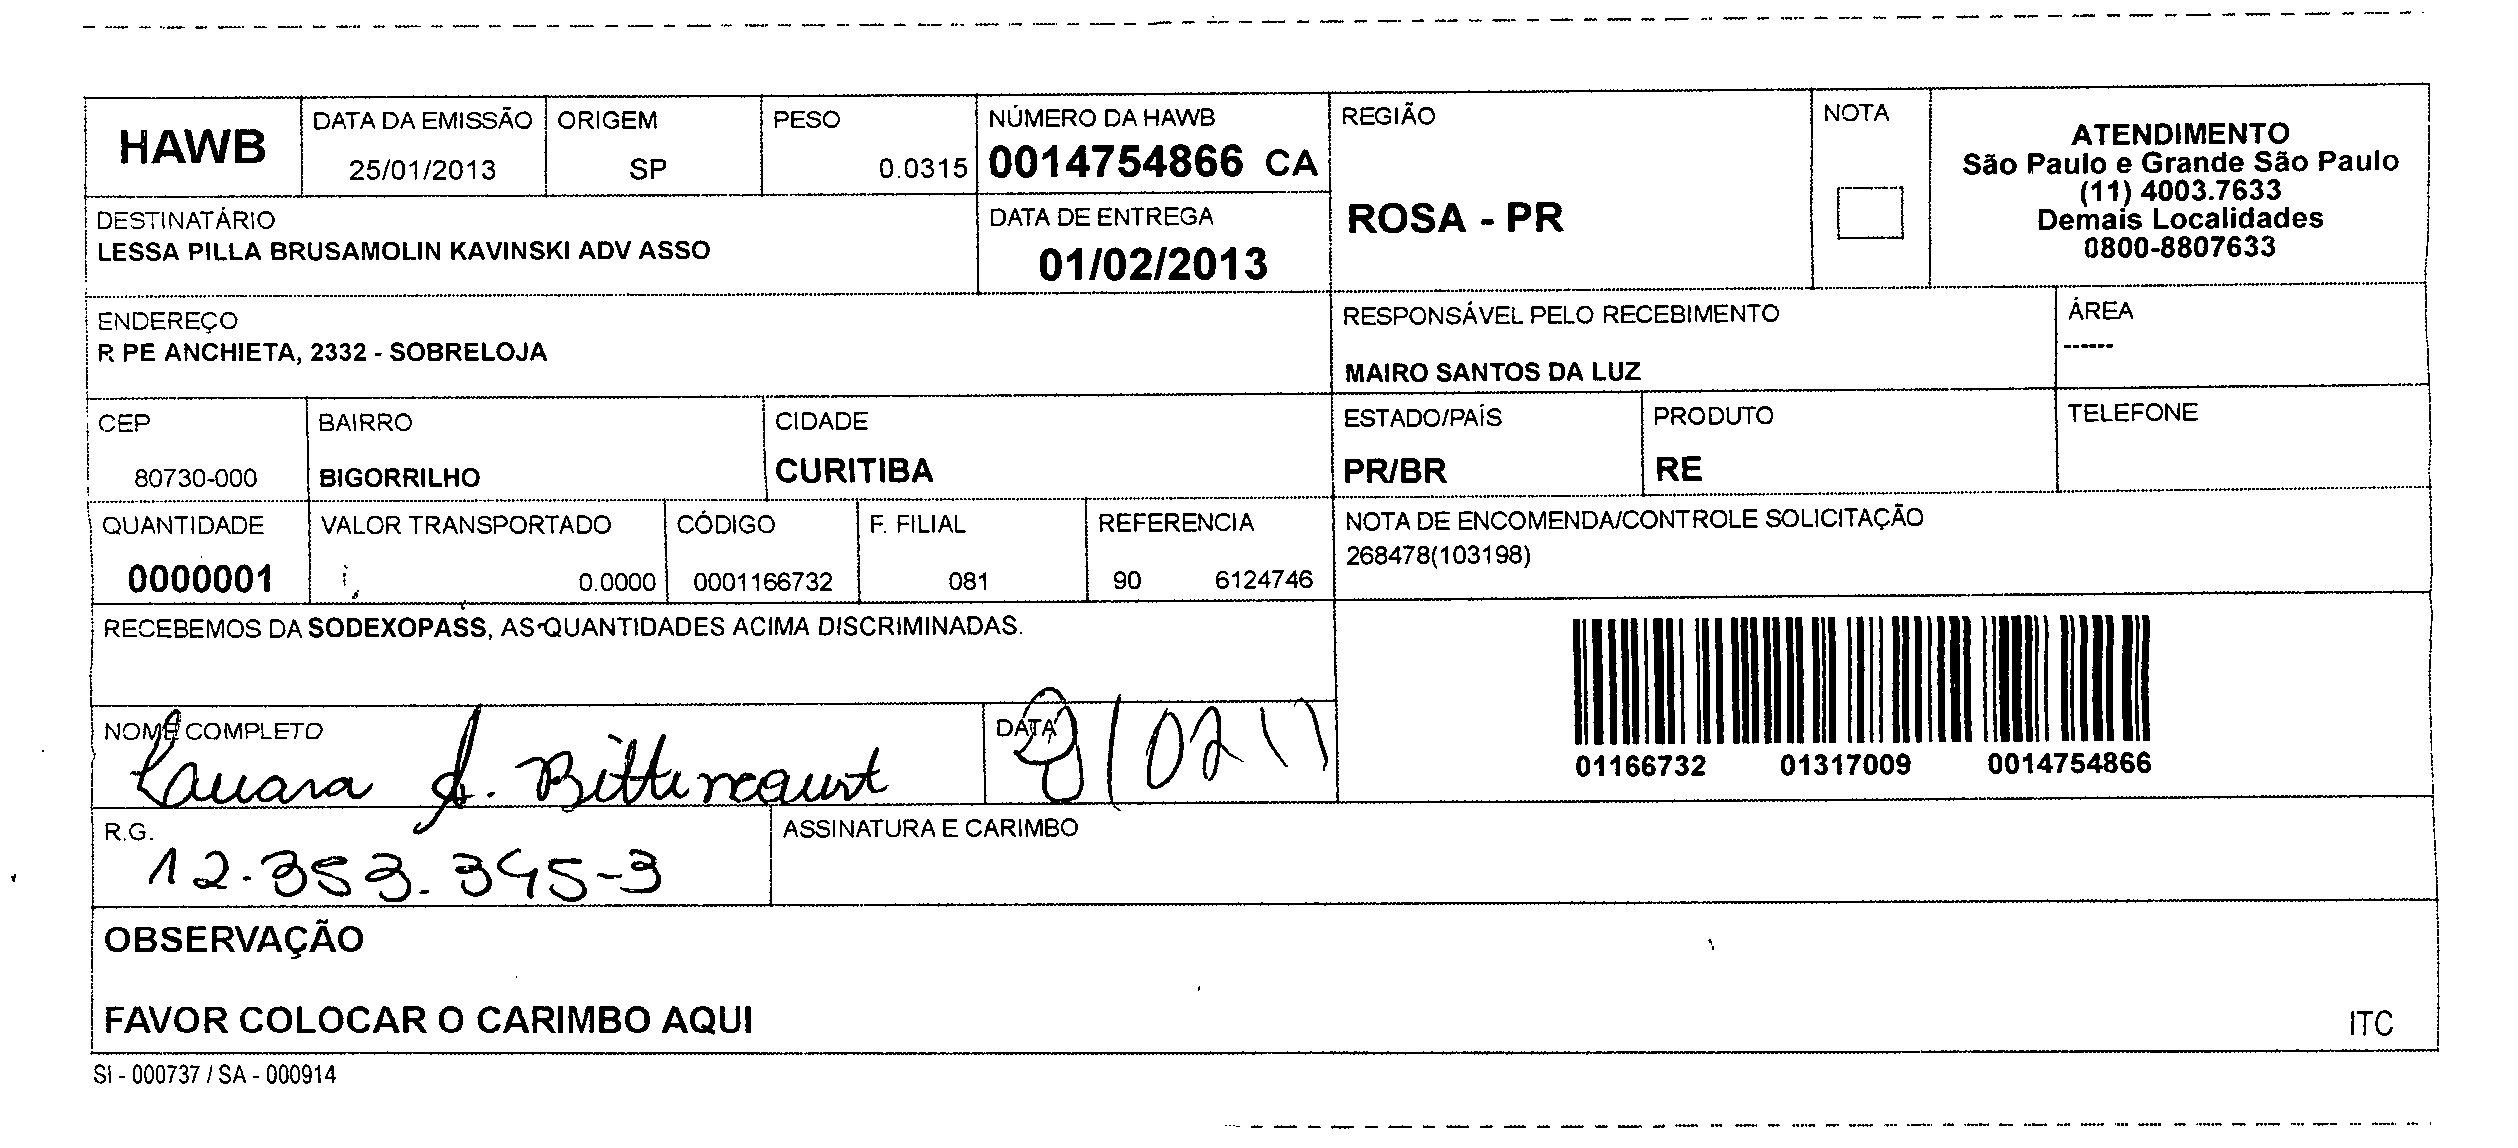 HAWB
DATA DA EMISSÃO
25/01/2013
ORIGEM
SP
PESO
0.0315
NÚMERO DA HAWB
0014754866 CA
REGIÃO
ROSA - PR
NOTA
ATENDIMENTO
São Paulo e Grande São Paulo
(11) 4003.7633
Demais Localidades
0800-8807633
DESTINATÁRIO
LESSA PILLA BRUSAMOLIN KAVINSKI ADV ASSO
DATA DE ENTREGA
01/02/2013
ENDEREÇO
R PE ANCHIETA, 2332 - SOBRELOJA
RESPONSÁVEL PELO RECEBIMENTO
MAIRO SANTOS DA LUZ
ÁREA
------
CEP
80730-000
BAIRRO
BIGORRILHO
CIDADE
CURITIBA
ESTADO/PAÍS
PR/BR
PRODUTO
RE
TELEFONE
QUANTIDADE
0000001
VALOR TRANSPORTADO
0.0000
CÓDIGO
0001166732
F. FILIAL
081
REFERENCIA
90 6124746
NOTA DE ENCOMENDA/CONTROLE SOLICITAÇÃO
268478(103198)
RECEBEMOS DA SODEXOPASS, AS QUANTIDADES ACIMA DISCRIMINADAS.
01166732 01317009 0014754866
NOME COMPLETO
A. Bittencourt
DATA
R.G.
12.353.345-3
ASSINATURA E CARIMBO
OBSERVAÇÃO
FAVOR COLOCAR O CARIMBO AQUI
ITC
SI - 000737 / SA - 000914